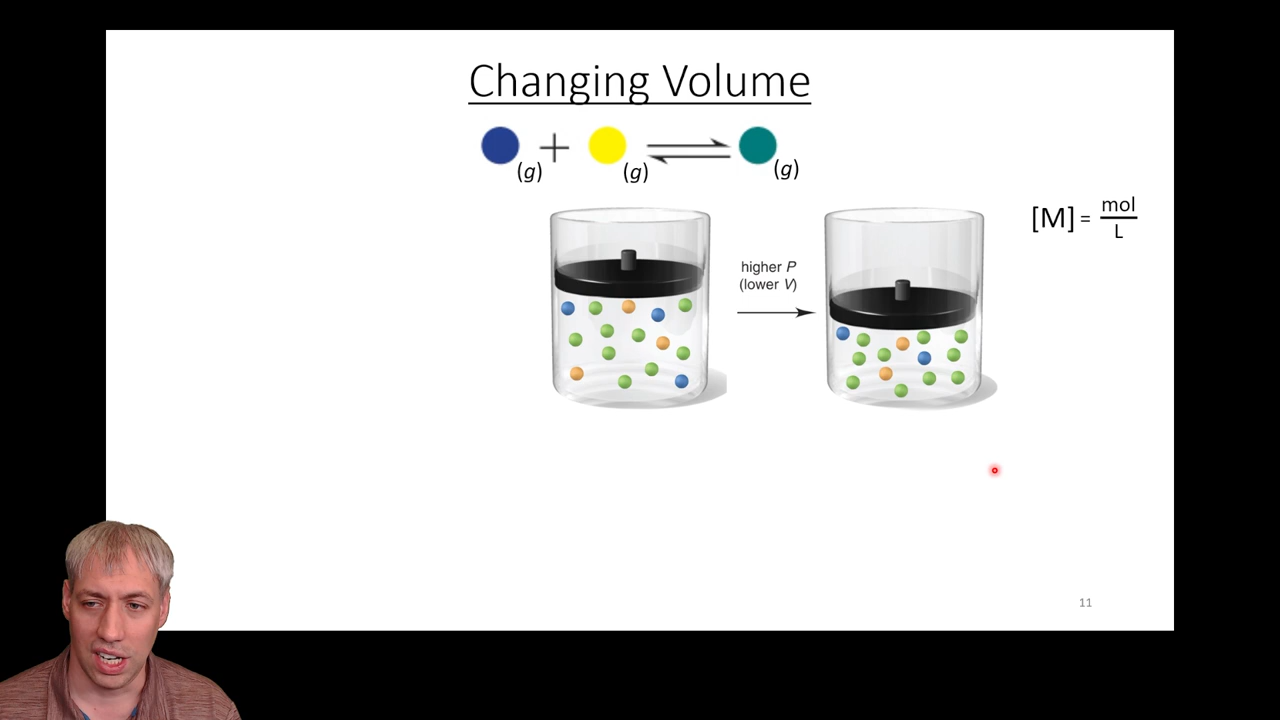 Changing Volume
(g) + (g) ⇌ (g)
[M] = mol
L
higher P
(lower V)
11